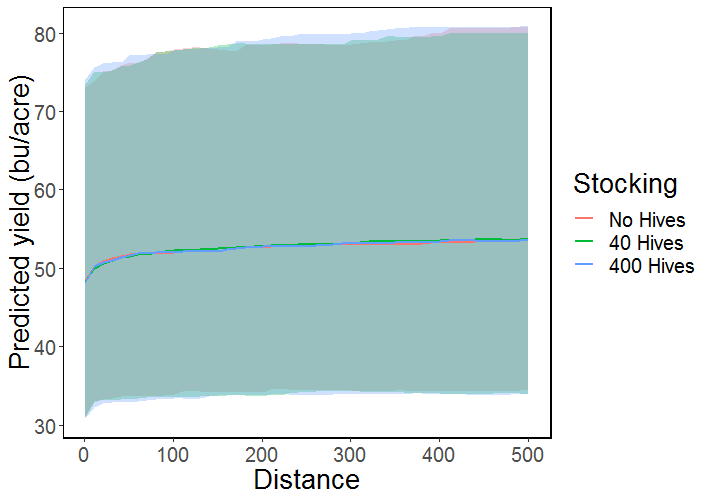 80
70
60
50
40
30
Predicted yield (bu/acre)
0 100 200 300 400 500
Distance
Stocking
No Hives
40 Hives
400 Hives